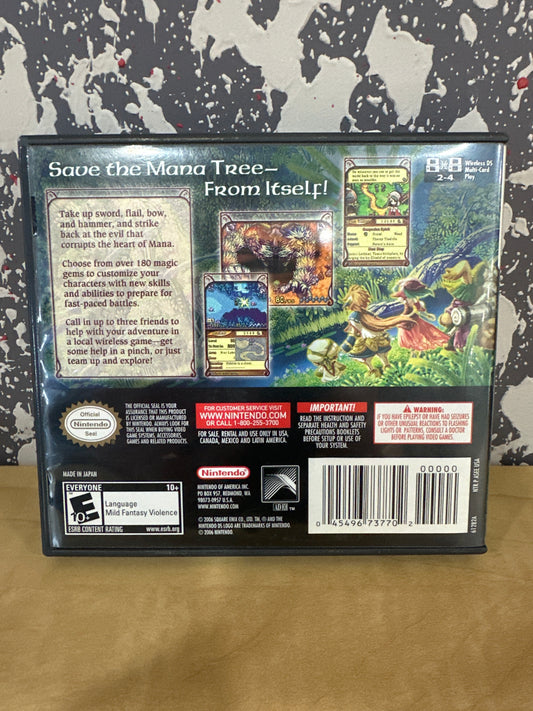 Save the Mana Tree—
From Itself!
Wireless DS
Multi-Card
Play
2-4
Take up sword, flail, bow,
and hammer, and strike
back at the evil that
corrupts the heart of Mana.
Choose from over 180 magic
gems to customize your
characters with new skills
and abilities to prepare for
fast-paced battles.
Call in up to three friends to
help with your adventure in
a local wireless game—get
some help in a pinch, or just
team up and explore!
Official
Nintendo
Seal
THE OFFICIAL SEAL IS YOUR
ASSURANCE THAT THIS PRODUCT
IS LICENSED OR MANUFACTURED
BY NINTENDO. ALWAYS LOOK FOR
THIS SEAL WHEN BUYING VIDEO
GAME SYSTEMS, ACCESSORIES,
GAMES AND RELATED PRODUCTS.
FOR CUSTOMER SERVICE VISIT
WWW.NINTENDO.COM
OR CALL 1-800-255-3700
FOR SALE, RENTAL AND USE ONLY IN USA,
CANADA, MEXICO AND LATIN AMERICA.
IMPORTANT!
READ THE INSTRUCTION AND
SEPARATE HEALTH AND SAFETY
PRECAUTIONS BOOKLETS
BEFORE SETUP OR USE OF
YOUR SYSTEM.
WARNING:
IF YOU HAVE EPILEPSY OR HAVE HAD SEIZURES
OR OTHER UNUSUAL REACTIONS TO FLASHING
LIGHTS OR PATTERNS, CONSULT A DOCTOR
BEFORE PLAYING VIDEO GAMES.
MADE IN JAPAN
EVERYONE 10+
E
10+
Language
Mild Fantasy Violence
ESRB CONTENT RATING
www.esrb.org
Nintendo
NINTENDO OF AMERICA INC.
PO BOX 957, REDMOND, WA
98073-0957 U.S.A.
WWW.NINTENDO.COM
© 2006 SQUARE ENIX CO., LTD. TM, ® AND THE
NINTENDO DS LOGO ARE TRADEMARKS OF NINTENDO.
© 2006 NINTENDO.
00000
0 45496 73770 2